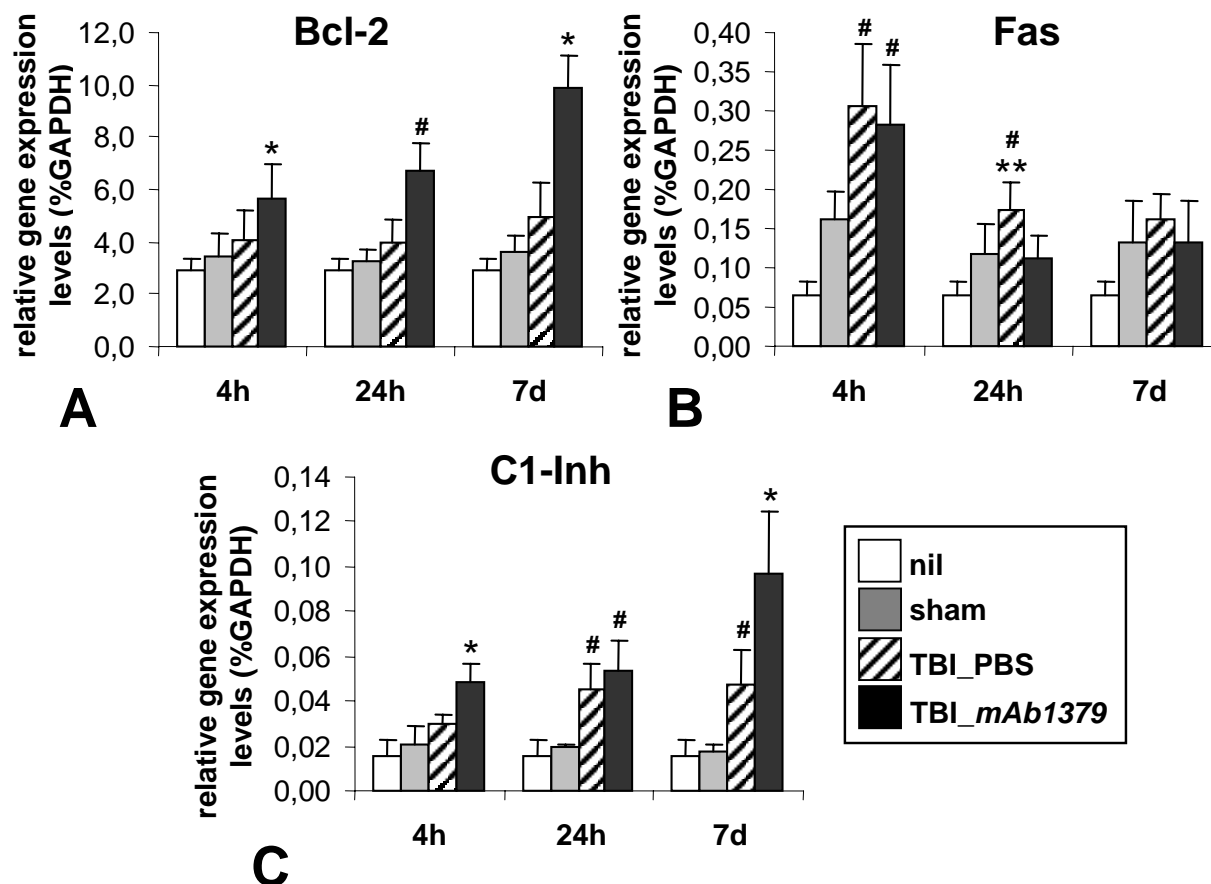 Bcl-2
relative gene expression
levels (%GAPDH)
12,0
10,0
8,0
6,0
4,0
2,0
0,0
*
#
*
4h 24h 7d
A
Fas
relative gene expression
levels (%GAPDH)
0,40
0,35
0,30
0,25
0,20
0,15
0,10
0,05
0,00
# #
#
**
4h 24h 7d
B
C1-Inh
relative gene expression
levels (%GAPDH)
0,14
0,12
0,10
0,08
0,06
0,04
0,02
0,00
*
# #
# *
4h 24h 7d
C
nil
sham
TBI_PBS
TBI_mAb1379